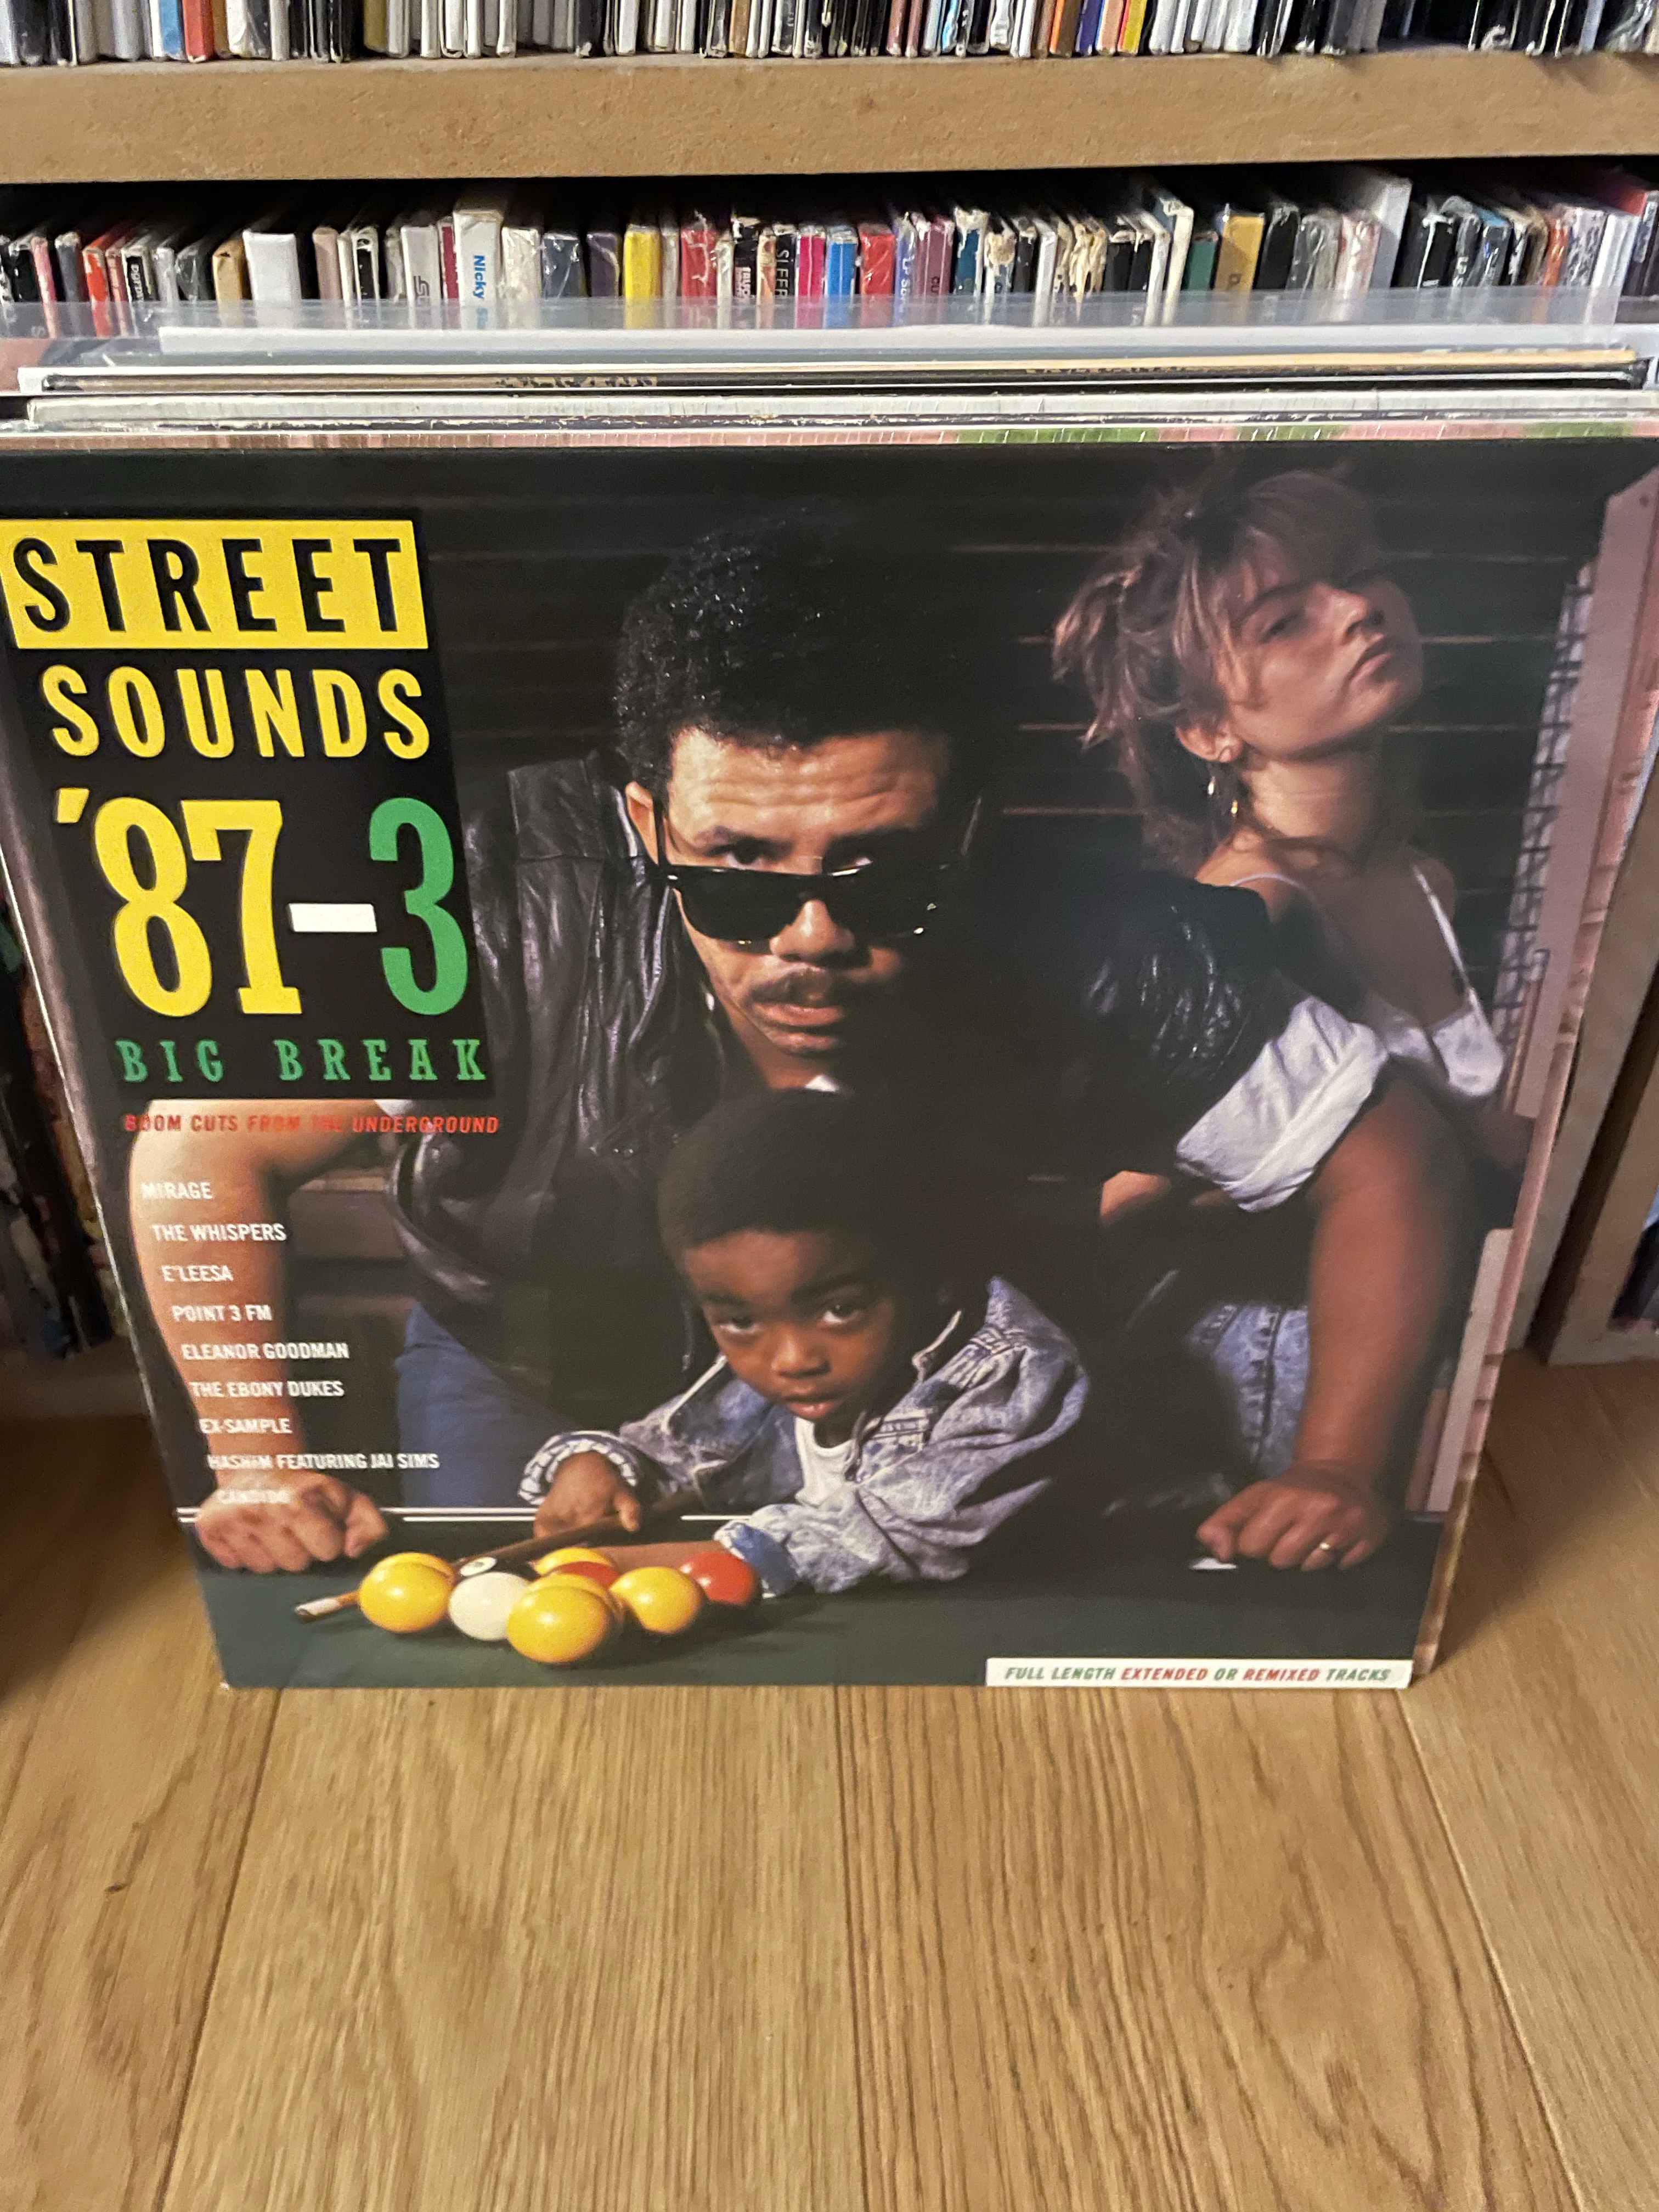 Nicky
STREET
SOUNDS
'87-3
BIG BREAK
BOOM CUTS FROM THE UNDERGROUND
MIRAGE
THE WHISPERS
E'LEESA
POINT 3 FM
ELEANOR GOODMAN
THE EBONY DUKES
EX-SAMPLE
HASHIM FEATURING JAI SIMS
CANDIDO
FULL LENGTH EXTENDED OR REMIXED TRACKS